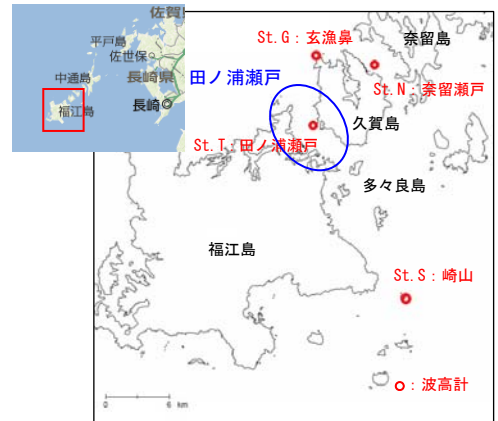 佐賀県
平戸島
佐世保
長崎県
中通島
福江島
長崎◎
St.G：玄漁鼻
奈留島
田ノ浦瀬戸
St.N：奈留瀬戸
久賀島
St.T：田ノ浦瀬戸
多々良島
福江島
St.S：崎山
○：波高計
0 6 km